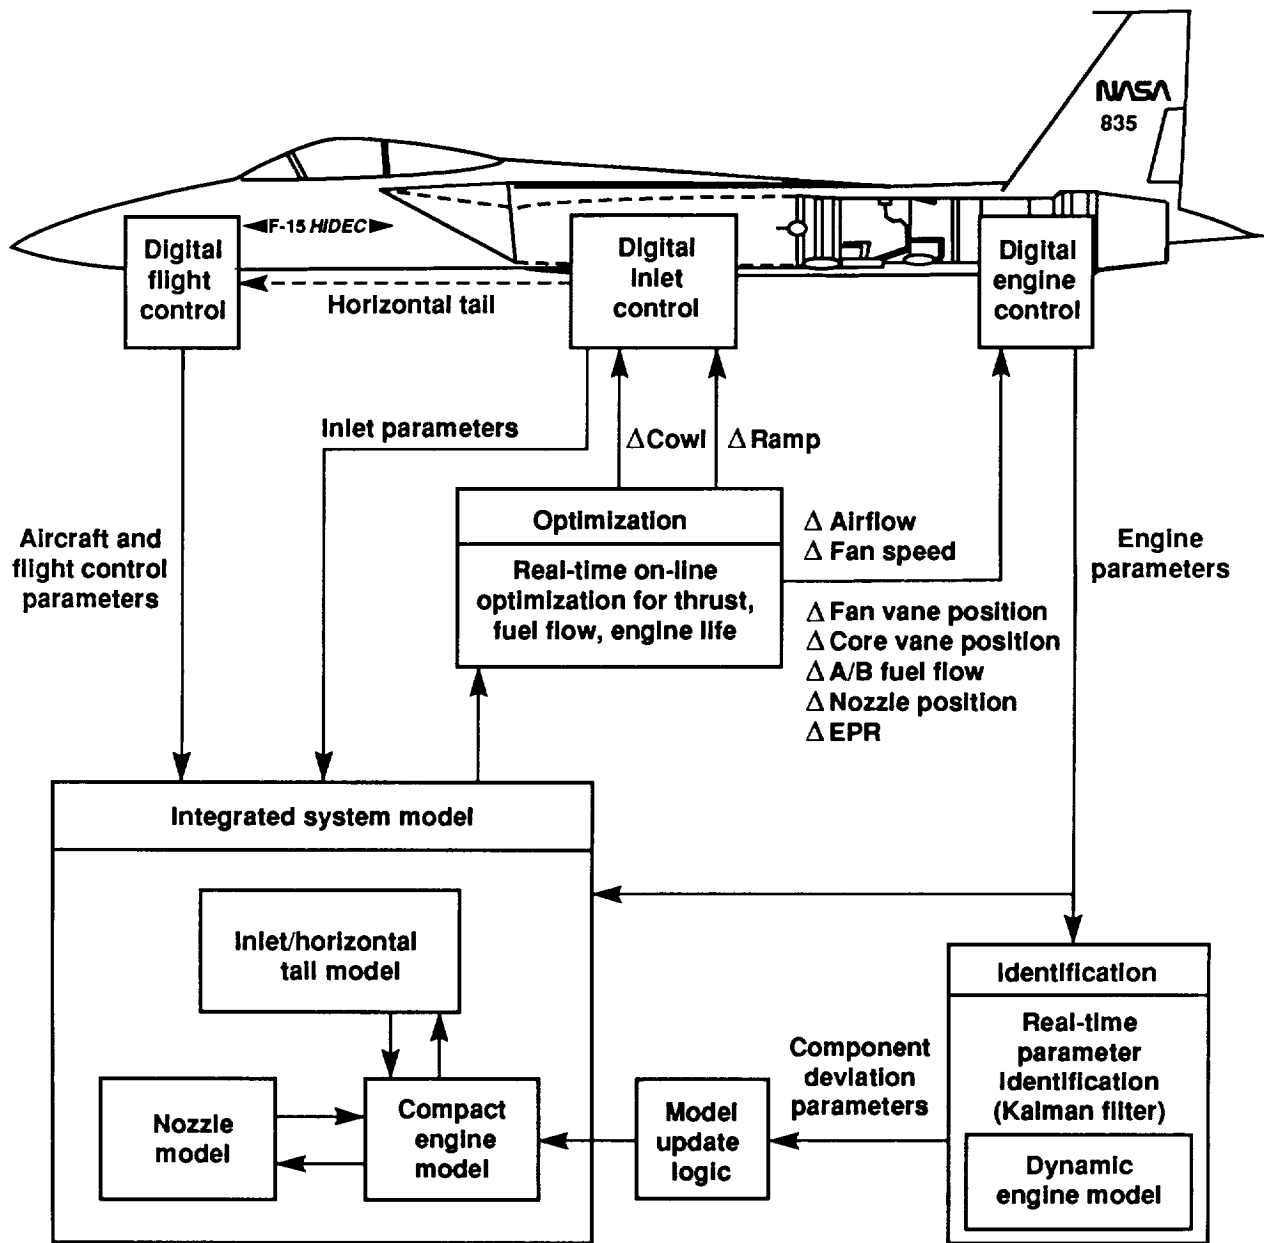 NASA
835
F-15 HIDEC
Digital
flight
control
Digital
inlet
control
Digital
engine
control
Horizontal tail
Inlet parameters
Δ Cowl
Δ Ramp
Aircraft and
flight control
parameters
Optimization
Real-time on-line
optimization for thrust,
fuel flow, engine life
Δ Airflow
Δ Fan speed
Δ Fan vane position
Δ Core vane position
Δ A/B fuel flow
Δ Nozzle position
Δ EPR
Engine
parameters
Integrated system model
Inlet/horizontal
tail model
Nozzle
model
Compact
engine
model
Model
update
logic
Component
deviation
parameters
Identification
Real-time
parameter
identification
(Kalman filter)
Dynamic
engine model